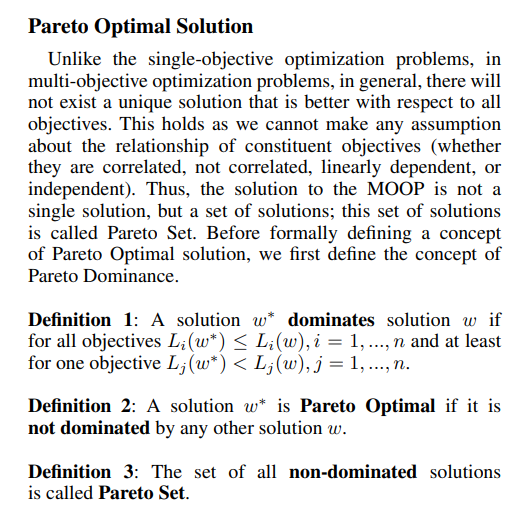 Pareto Optimal Solution
Unlike the single-objective optimization problems, in
multi-objective optimization problems, in general, there will
not exist a unique solution that is better with respect to all
objectives. This holds as we cannot make any assumption
about the relationship of constituent objectives (whether
they are correlated, not correlated, linearly dependent, or
independent). Thus, the solution to the MOOP is not a
single solution, but a set of solutions; this set of solutions
is called Pareto Set. Before formally defining a concept
of Pareto Optimal solution, we first define the concept of
Pareto Dominance.
Definition 1: A solution w* dominates solution w if
for all objectives Lᵢ(w*) ≤ Lᵢ(w), i = 1, ..., n and at least
for one objective Lⱼ(w*) < Lⱼ(w), j = 1, ..., n.
Definition 2: A solution w* is Pareto Optimal if it is
not dominated by any other solution w.
Definition 3: The set of all non-dominated solutions
is called Pareto Set.